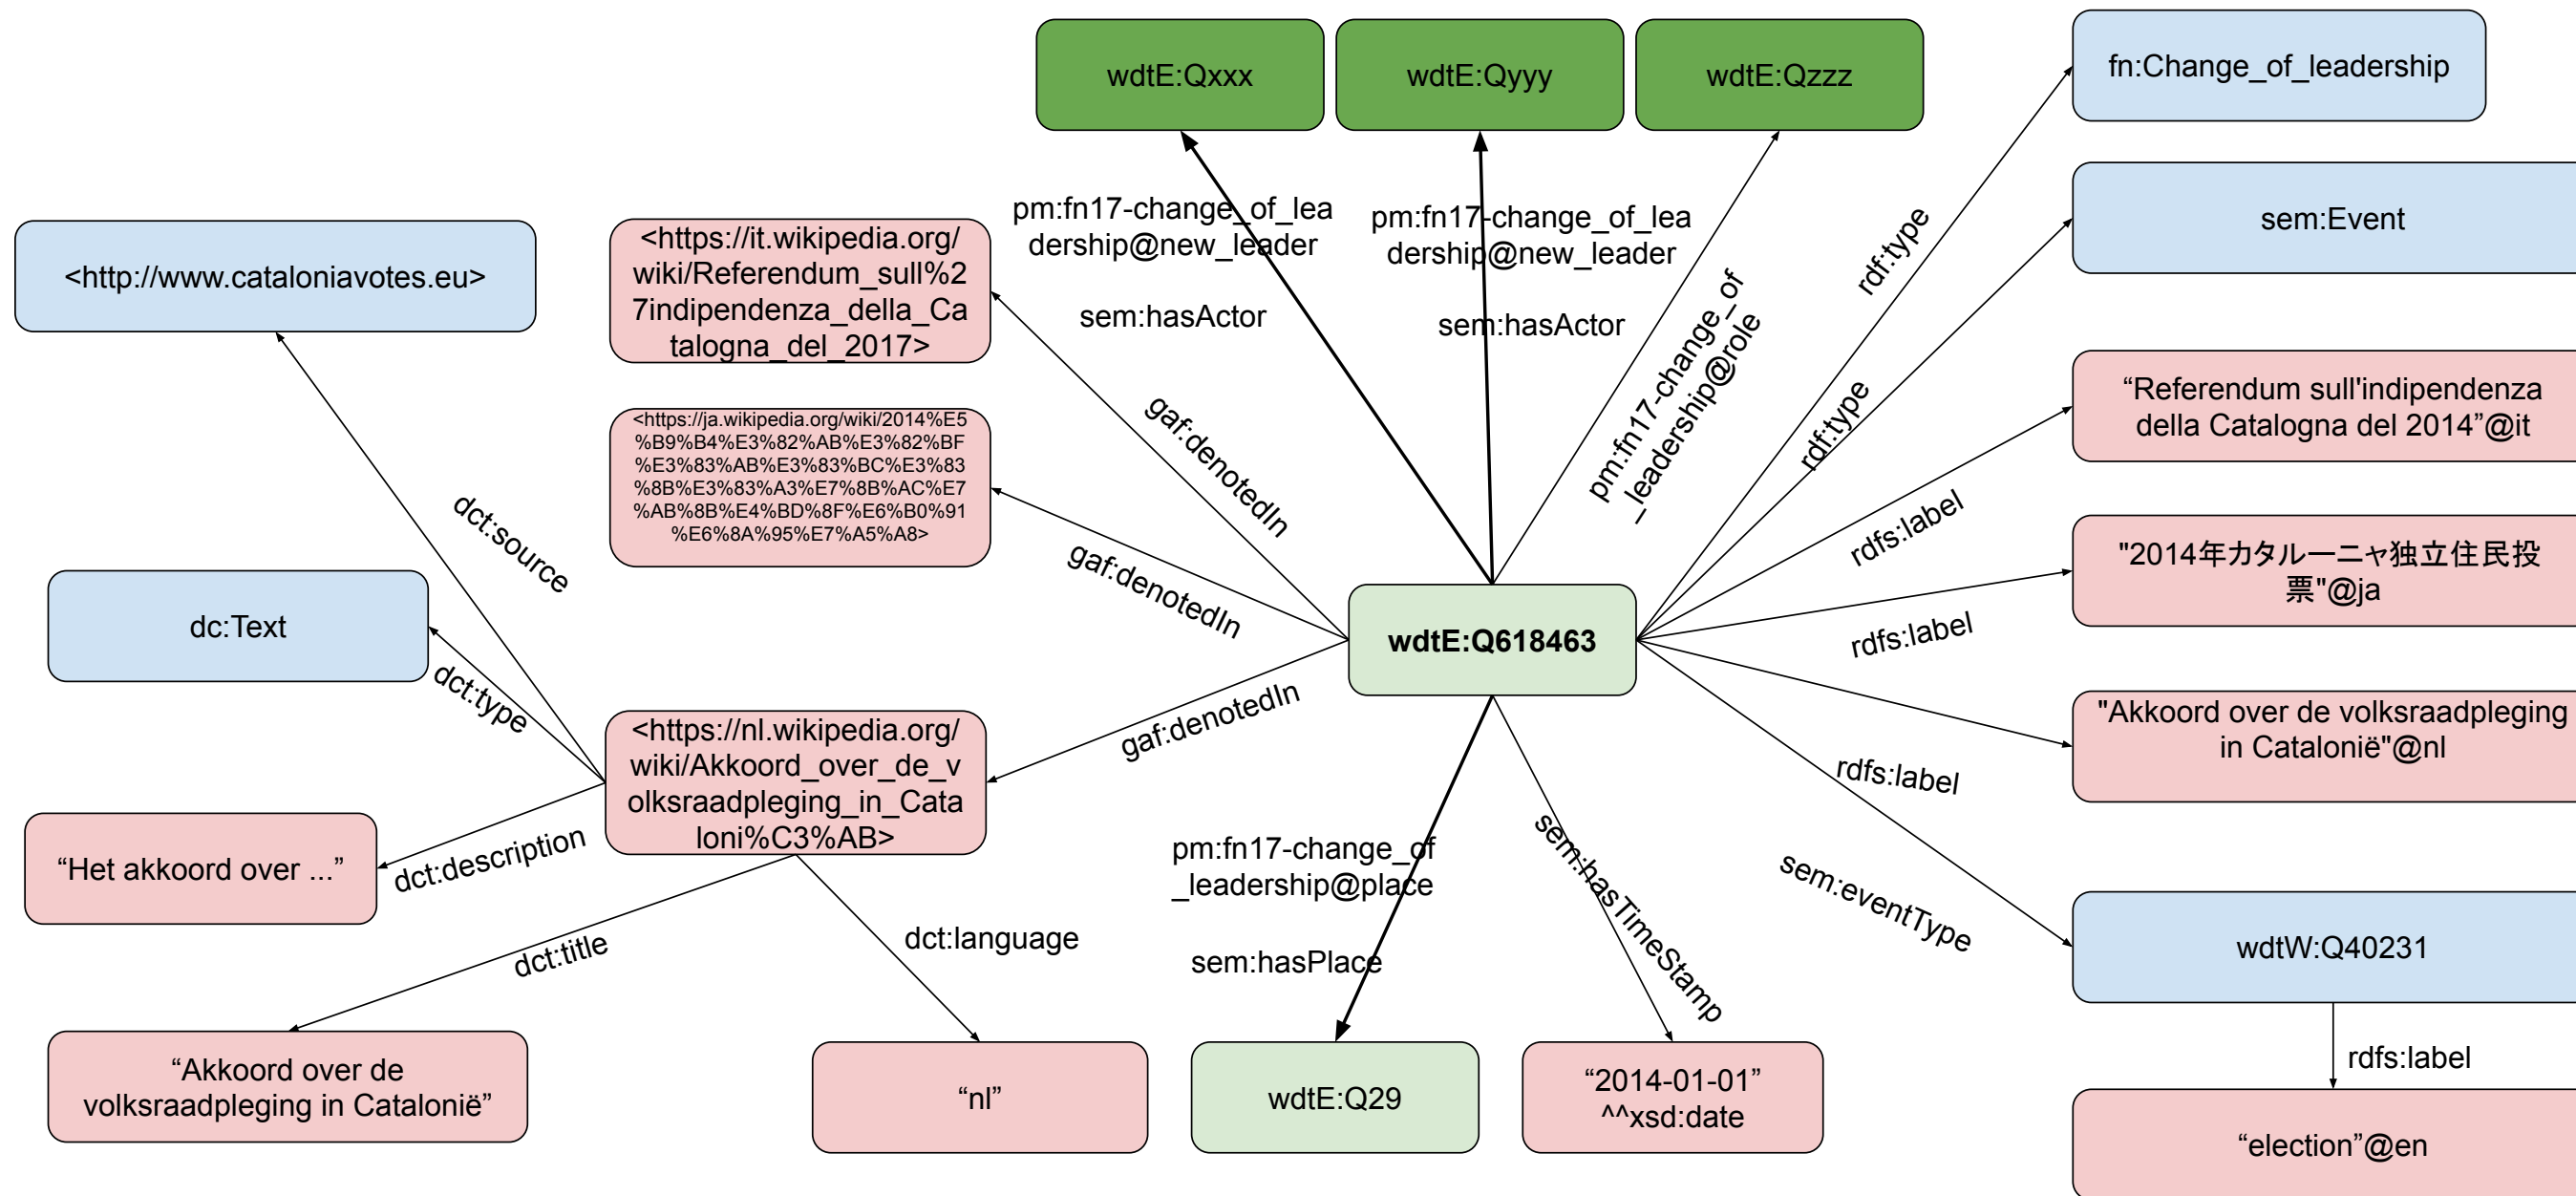 wdtE:Qxxx
wdtE:Qyyy
wdtE:Qzzz
fn:Change_of_leadership
sem:Event
<http://www.cataloniavotes.eu>
<https://it.wikipedia.org/
wiki/Referendum_sull%2
7indipendenza_della_Ca
talogna_del_2017>
pm:fn17-change_of_lea
dership@new_leader
sem:hasActor
pm:fn17-change_of_lea
dership@new_leader
sem:hasActor
pm:fn17-change_of
_leadership@role
rdf:type
rdf:type
“Referendum sull'indipendenza
della Catalogna del 2014”@it
<https://ja.wikipedia.org/wiki/2014%E5
%B9%B4%E3%82%AB%E3%82%BF
%E3%83%AB%E3%83%BC%E3%83
%8B%E3%83%A3%E7%8B%AC%E7
%AB%8B%E4%BD%8F%E6%B0%91
%E6%8A%95%E7%A5%A8>
gaf:denotedIn
gaf:denotedIn
gaf:denotedIn
dct:source
dc:Text
dct:type
wdtE:Q618463
rdfs:label
"2014年カタルーニャ独立住民投
票"@ja
rdfs:label
"Akkoord over de volksraadpleging
in Catalonië"@nl
rdfs:label
<https://nl.wikipedia.org/
wiki/Akkoord_over_de_v
olksraadpleging_in_Cata
loni%C3%AB>
“Het akkoord over ...”
dct:description
dct:title
dct:language
pm:fn17-change_of
_leadership@place
sem:hasPlace
sem:hasTimeStamp
sem:eventType
wdtW:Q40231
rdfs:label
“Akkoord over de
volksraadpleging in Catalonië”
“nl”
wdtE:Q29
“2014-01-01”
^^xsd:date
“election”@en